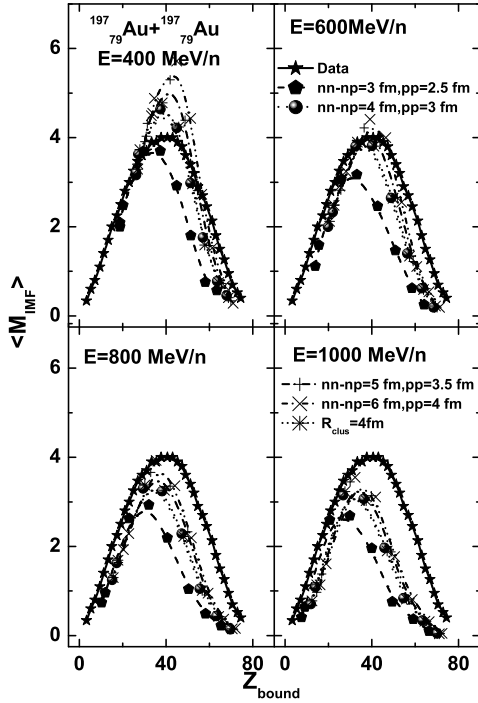 197 79Au+197 79Au
E=400 MeV/n
E=600MeV/n
Data
nn-np=3 fm,pp=2.5 fm
nn-np=4 fm,pp=3 fm
6
4
2
0
<M_IMF>
E=800 MeV/n
E=1000 MeV/n
nn-np=5 fm,pp=3.5 fm
nn-np=6 fm,pp=4 fm
R_clus=4fm
6
4
2
0
0 40 80 0 40 80
Z_bound